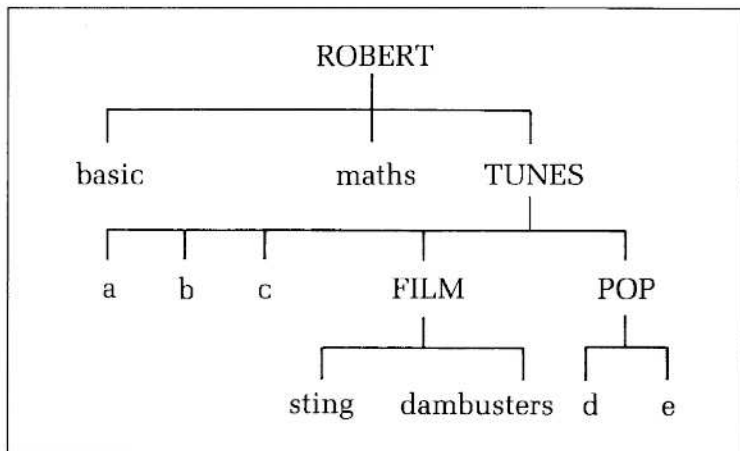 ROBERT
basic maths TUNES
a b c FILM POP
sting dambusters d e